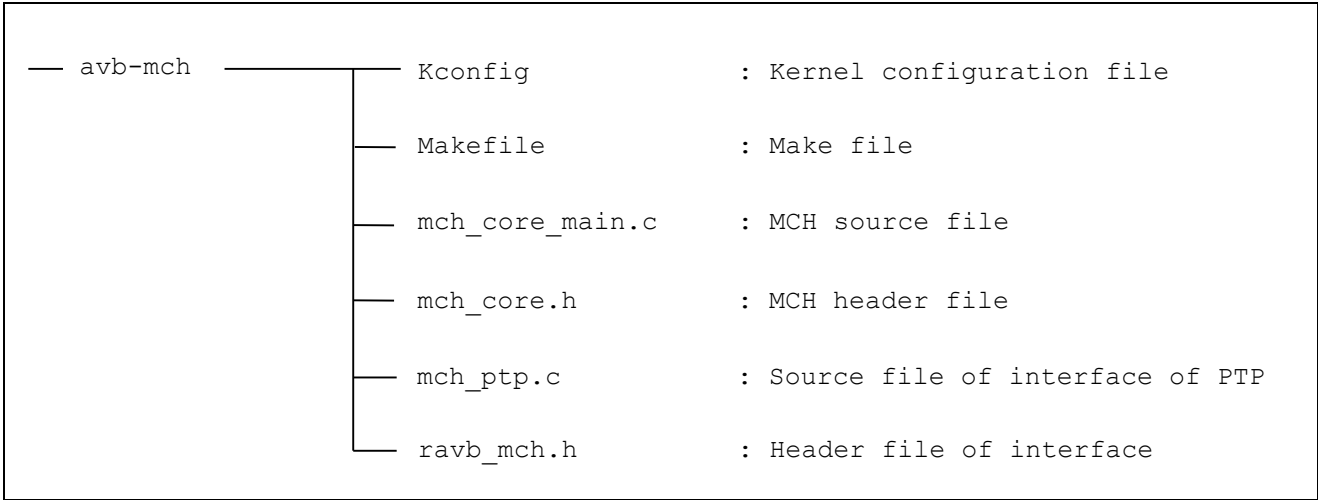 avb-mch Kconfig : Kernel configuration file
Makefile : Make file
mch_core_main.c : MCH source file
mch_core.h : MCH header file
mch_ptp.c : Source file of interface of PTP
ravb_mch.h : Header file of interface